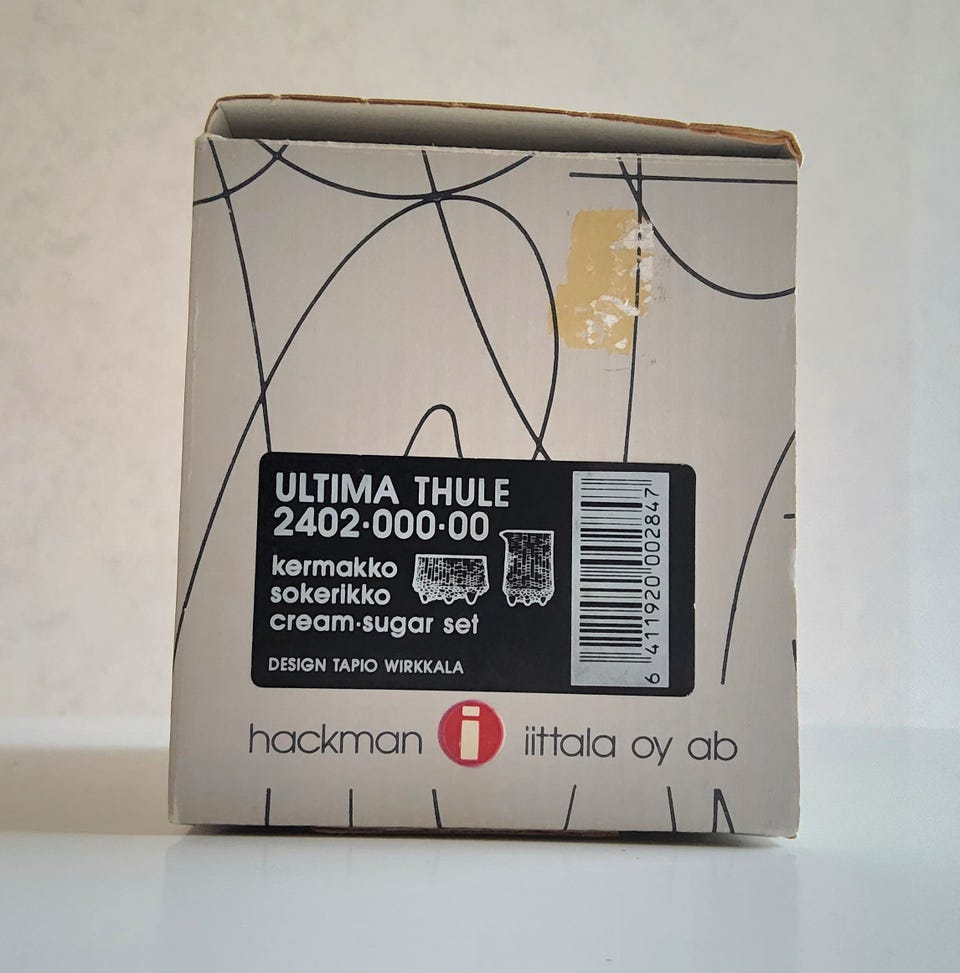 ULTIMA THULE
2402·000·00
kermakko
sokerikko
cream·sugar set
DESIGN TAPIO WIRKKALA
6 411920 002847
hackman i iittala oy ab